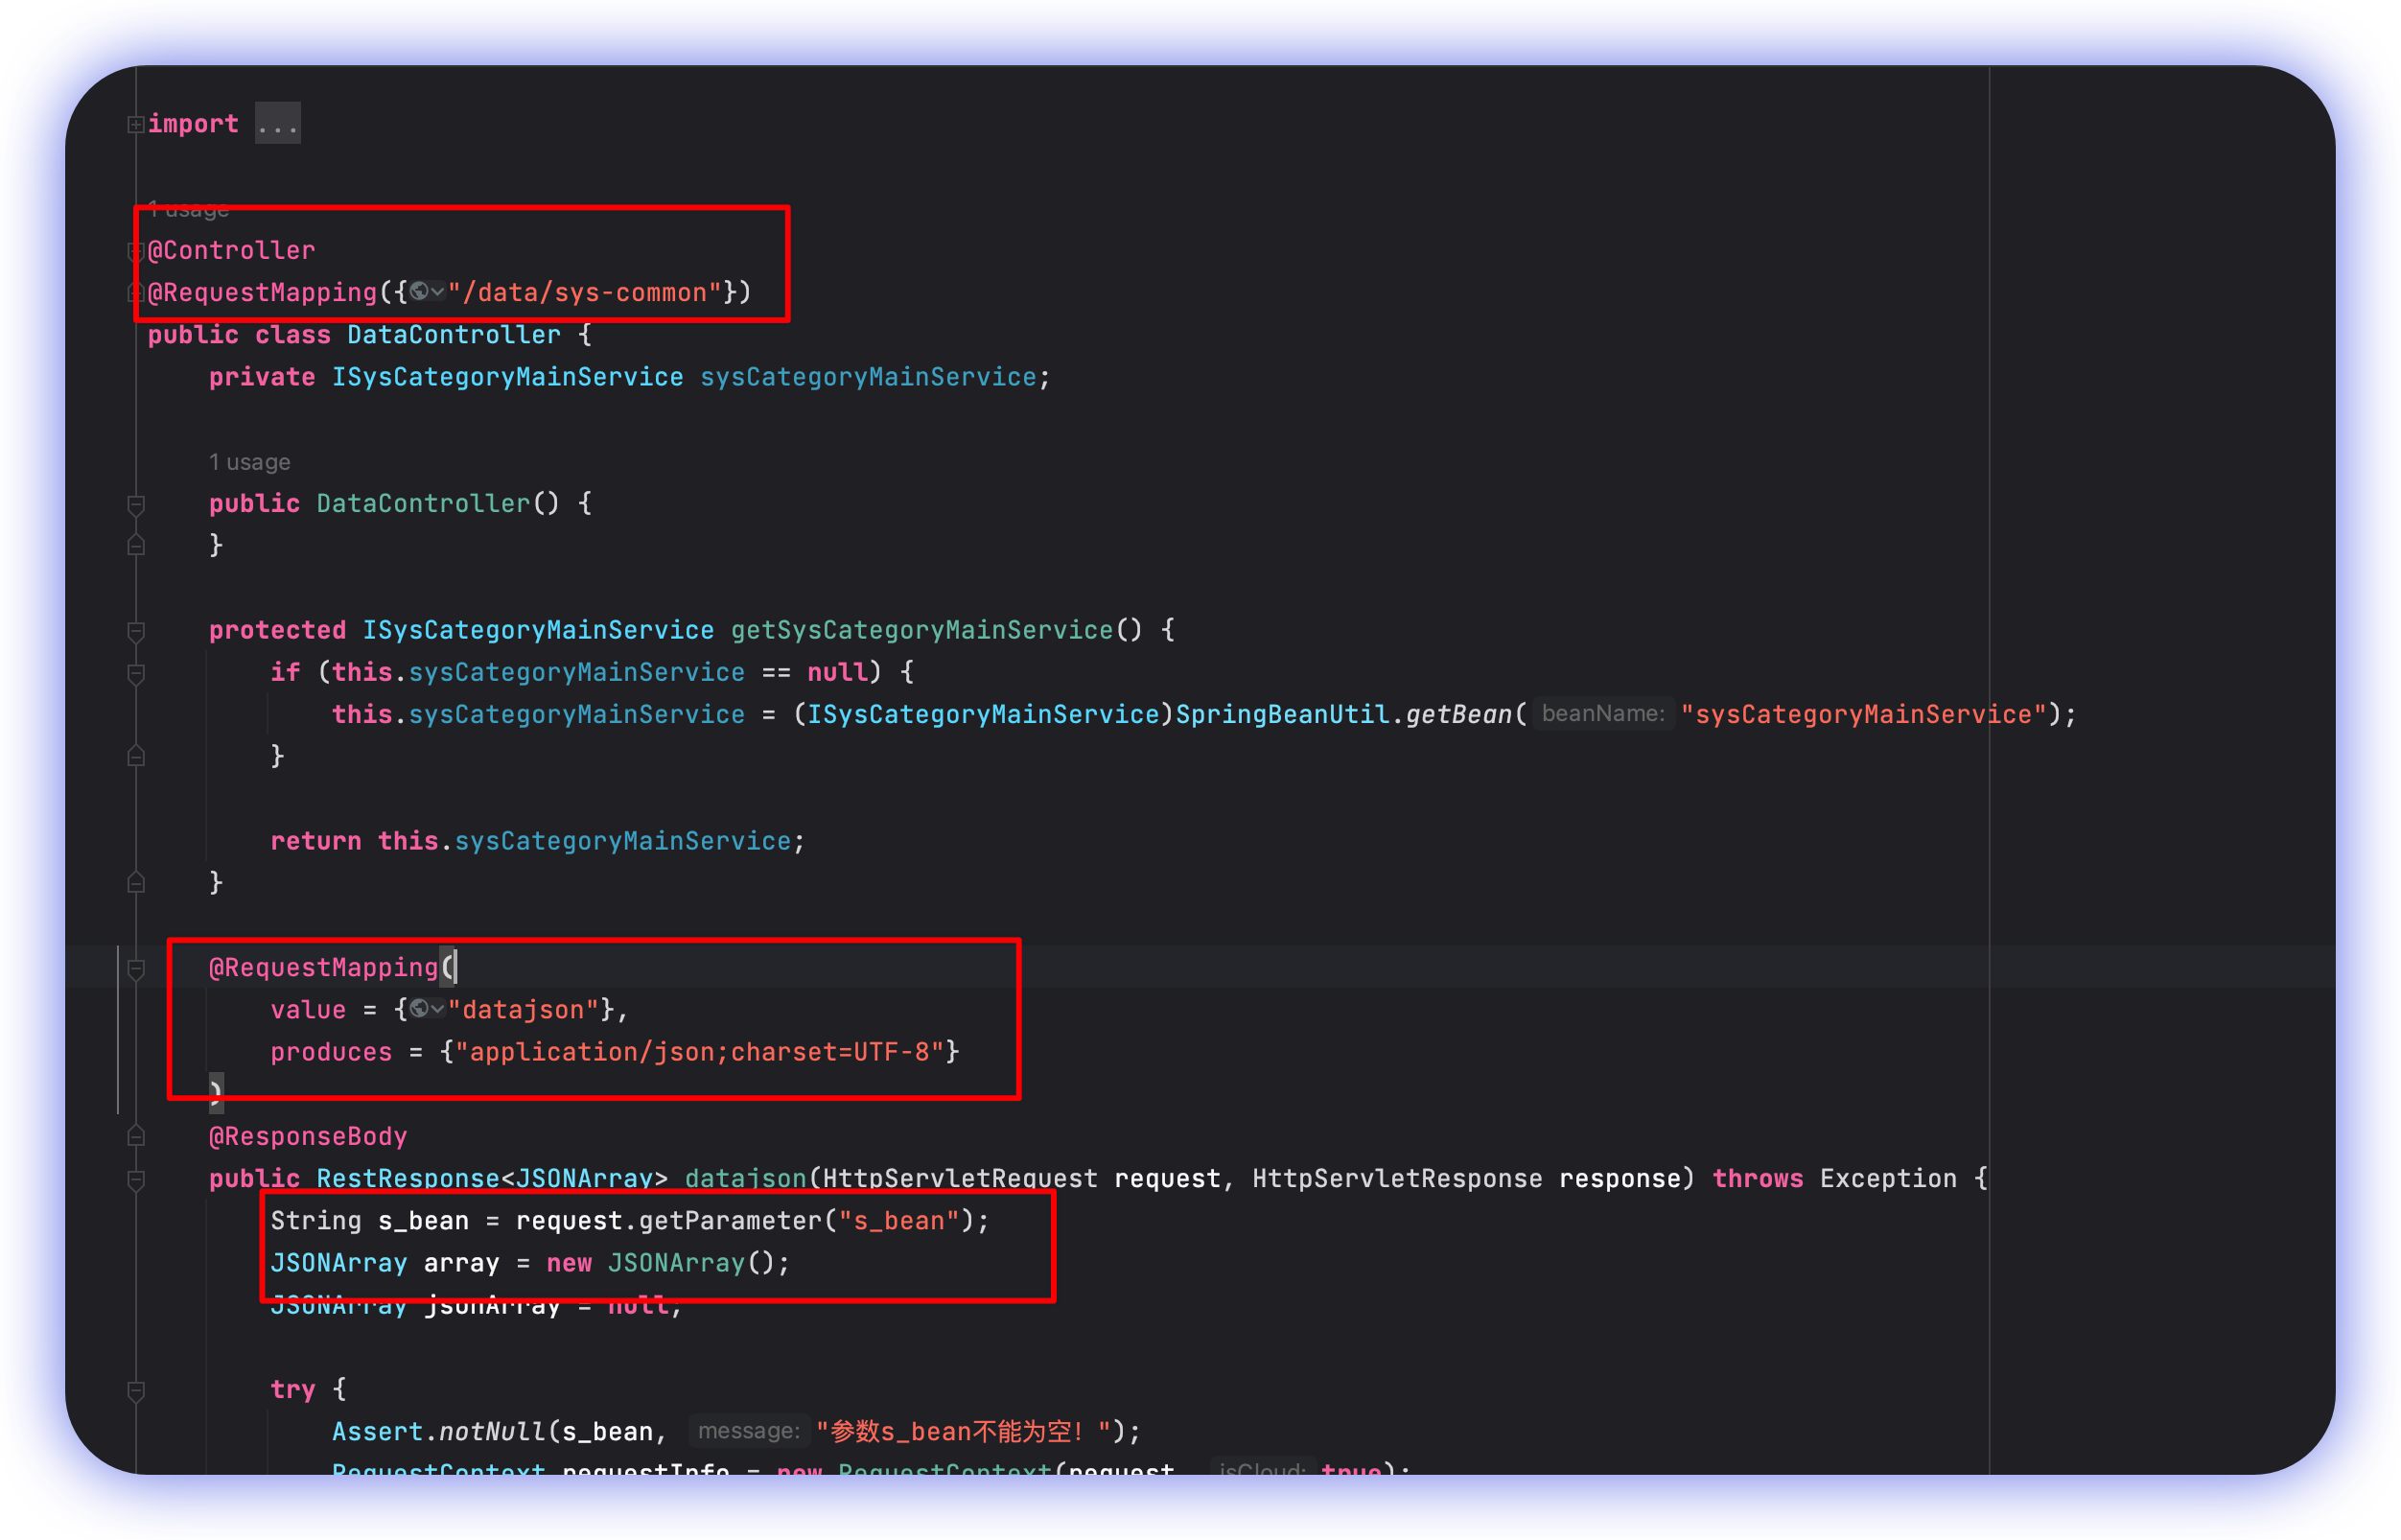 import ...
1 usage
@Controller
@RequestMapping({"/data/sys-common"})
public class DataController {
private ISysCategoryMainService sysCategoryMainService;
1 usage
public DataController() {
}
protected ISysCategoryMainService getSysCategoryMainService() {
if (this.sysCategoryMainService == null) {
this.sysCategoryMainService = (ISysCategoryMainService)SpringBeanUtil.getBean( beanName: "sysCategoryMainService");
}
return this.sysCategoryMainService;
}
@RequestMapping(
value = {"datajson"},
produces = {"application/json;charset=UTF-8"}
)
@ResponseBody
public RestResponse<JSONArray> datajson(HttpServletRequest request, HttpServletResponse response) throws Exception {
String s_bean = request.getParameter("s_bean");
JSONArray array = new JSONArray();
JSONArray jsonArray = null;
try {
Assert.notNull(s_bean, message: "参数s_bean不能为空！");
RequestContext requestInfo = new RequestContext(request, isCloud: true);